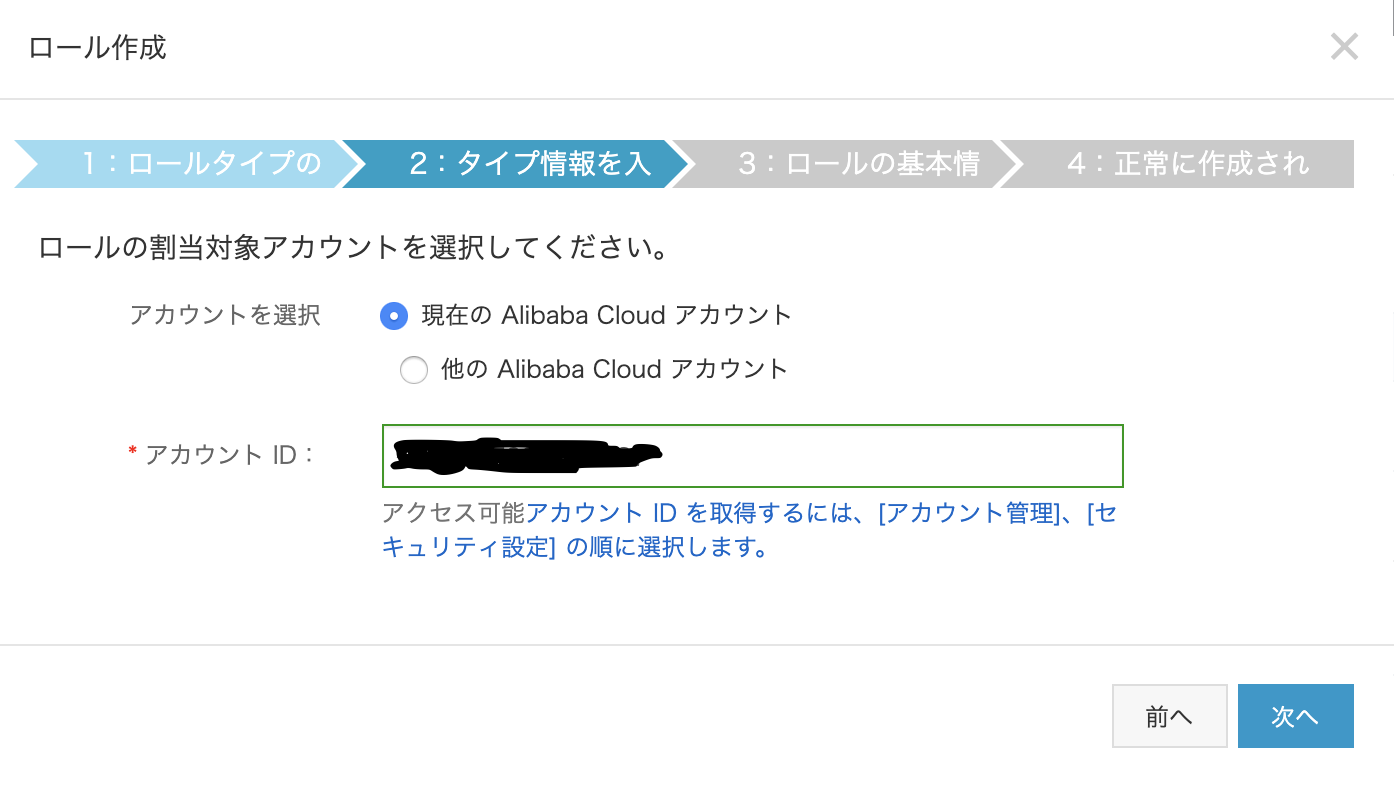 ロール作成
1：ロールタイプの
2：タイプ情報を入
3：ロールの基本情
4：正常に作成され
ロールの割当対象アカウントを選択してください。
アカウントを選択
現在の Alibaba Cloud アカウント
他の Alibaba Cloud アカウント
* アカウント ID：
アクセス可能アカウント ID を取得するには、[アカウント管理]、[セ
キュリティ設定] の順に選択します。
前へ
次へ